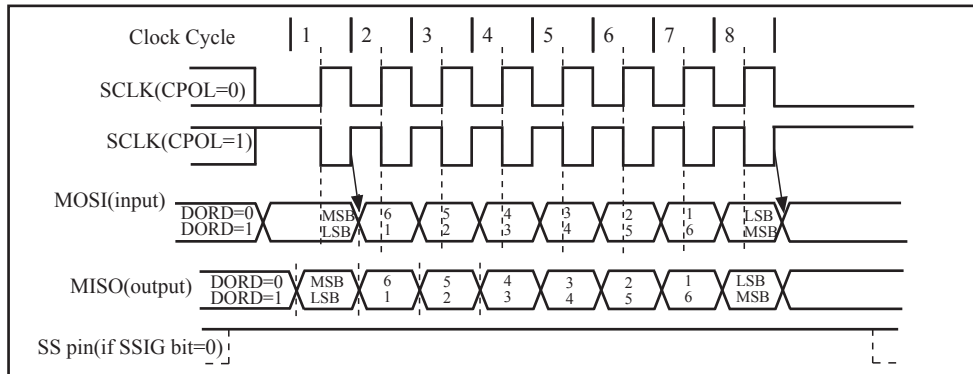 Clock Cycle 1 2 3 4 5 6 7 8
SCLK(CPOL=0)
SCLK(CPOL=1)
MOSI(input)
DORD=0 MSB 6 5 4 3 2 1 LSB
DORD=1 LSB 1 2 3 4 5 6 MSB
MISO(output)
DORD=0 MSB 6 5 4 3 2 1 LSB
DORD=1 LSB 1 2 3 4 5 6 MSB
SS pin(if SSIG bit=0)